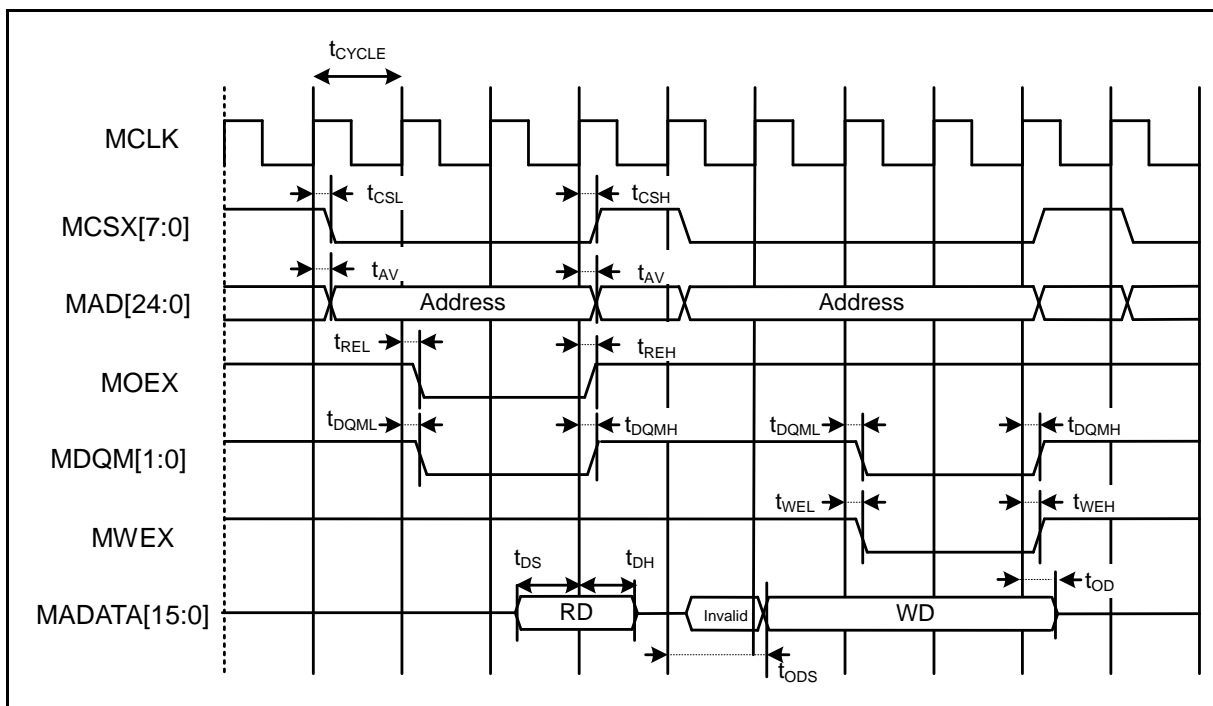 tCYCLE
MCLK
tCSL tCSH
MCSX[7:0]
tAV tAV
MAD[24:0] Address Address
tREL tREH
MOEX
tDQML tDQMH tDQML tDQMH
MDQM[1:0]
tWEL tWEH
MWEX
tDS tDH tOD
MADATA[15:0] RD Invalid WD
tODS